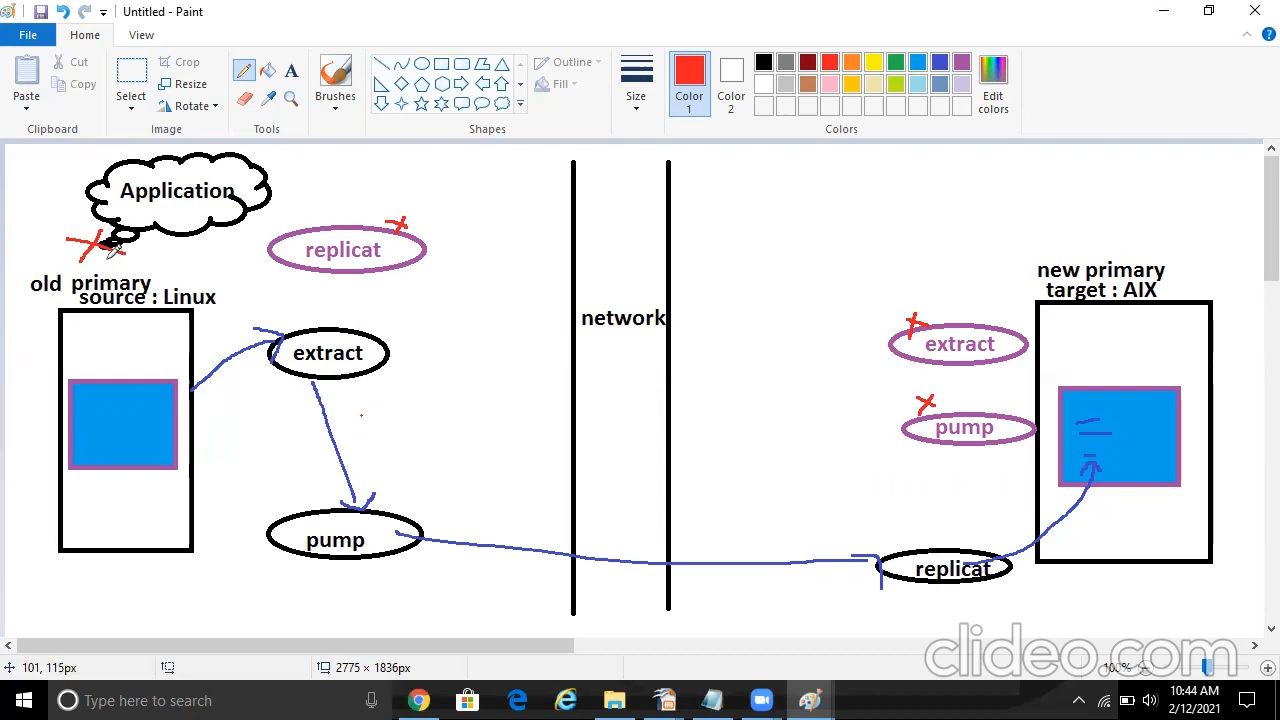 Untitled - Paint
File
Home
View
Paste
Cut
Copy
Clipboard
Select
Crop
Resize
Rotate
Image
A
Tools
Brushes
Outline
Fill
Shapes
Size
Color
1
Color
2
Edit
colors
Colors
Application
replicat
old primary
source : Linux
extract
pump
network
new primary
target : AIX
extract
pump
replicat
101, 115px
2775 × 1836px
100%
clideo.com
Type here to search
10:44 AM
2/12/2021